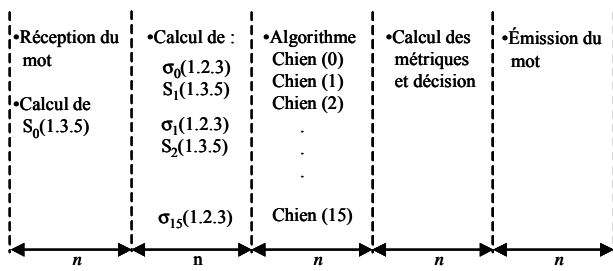 •Réception du
mot
•Calcul de
S₀(1.3.5)
•Calcul de :
σ₀(1.2.3)
S₁(1.3.5)
σ₁(1.2.3)
S₂(1.3.5)
σ₁₅(1.2.3)
•Algorithme
Chien (0)
Chien (1)
Chien (2)
.
.
.
Chien (15)
•Calcul des
métriques
et décision
•Émission du
mot
n
n
n
n
n